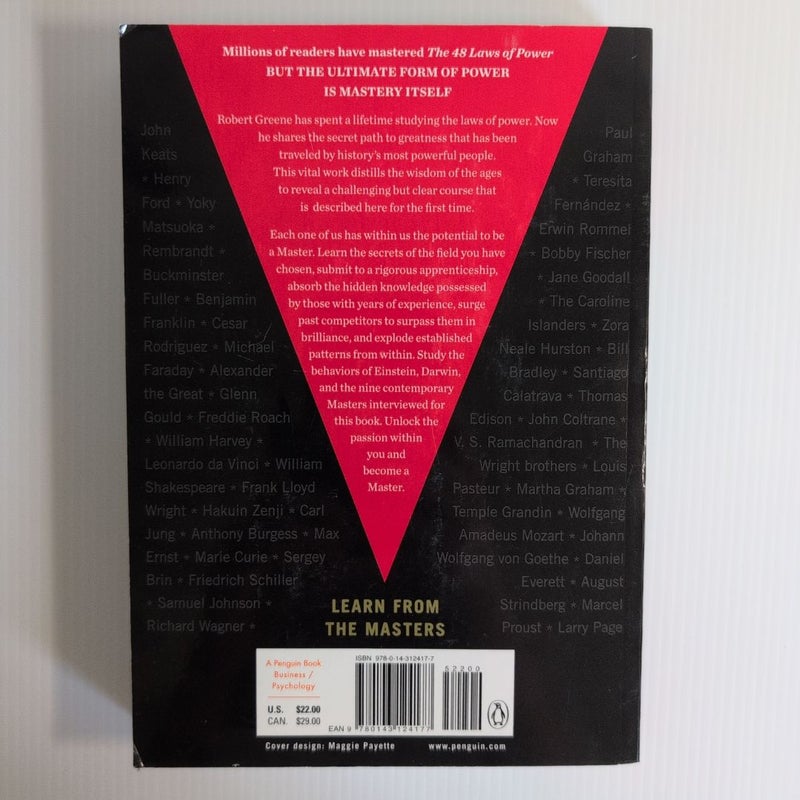 Millions of readers have mastered The 48 Laws of Power
BUT THE ULTIMATE FORM OF POWER
IS MASTERY ITSELF
Robert Greene has spent a lifetime studying the laws of power. Now
he shares the secret path to greatness that has been
traveled by history's most powerful people.
This vital work distills the wisdom of the ages
to reveal a challenging but clear course that
is described here for the first time.
Each one of us has within us the potential to be
a Master. Learn the secrets of the field you have
chosen, submit to a rigorous apprenticeship,
absorb the hidden knowledge possessed
by those with years of experience, surge
past competitors to surpass them in
brilliance, and explode established
patterns from within. Study the
behaviors of Einstein, Darwin,
and the nine contemporary
Masters interviewed for
this book. Unlock the
passion within
you and
become a
Master.
John
Keats
* Henry
Ford * Yoky
Matsuoka *
Rembrandt *
Buckminster
Fuller * Benjamin
Franklin * Cesar
Rodriguez * Michael
Faraday * Alexander
the Great * Glenn
Gould * Freddie Roach
* William Harvey *
Leonardo da Vinci * William
Shakespeare * Frank Lloyd
Wright * Hakuin Zenji * Carl
Jung * Anthony Burgess * Max
Ernst * Marie Curie * Sergey
Brin * Friedrich Schiller
* Samuel Johnson *
Richard Wagner *
Paul
Graham
* Teresita
Fernández *
Erwin Rommel
* Bobby Fischer
* Jane Goodall
* The Caroline
Islanders * Zora
Neale Hurston * Bill
Bradley * Santiago
Calatrava * Thomas
Edison * John Coltrane *
V. S. Ramachandran * The
Wright brothers * Louis
Pasteur * Martha Graham *
Temple Grandin * Wolfgang
Amadeus Mozart * Johann
Wolfgang von Goethe * Daniel
Everett * August
Strindberg * Marcel
Proust * Larry Page
LEARN FROM
THE MASTERS
A Penguin Book
Business /
Psychology
U.S. $22.00
CAN. $29.00
ISBN 978-0-14-312417-7
52200
EAN 9 780143 124177
Cover design: Maggie Payette www.penguin.com